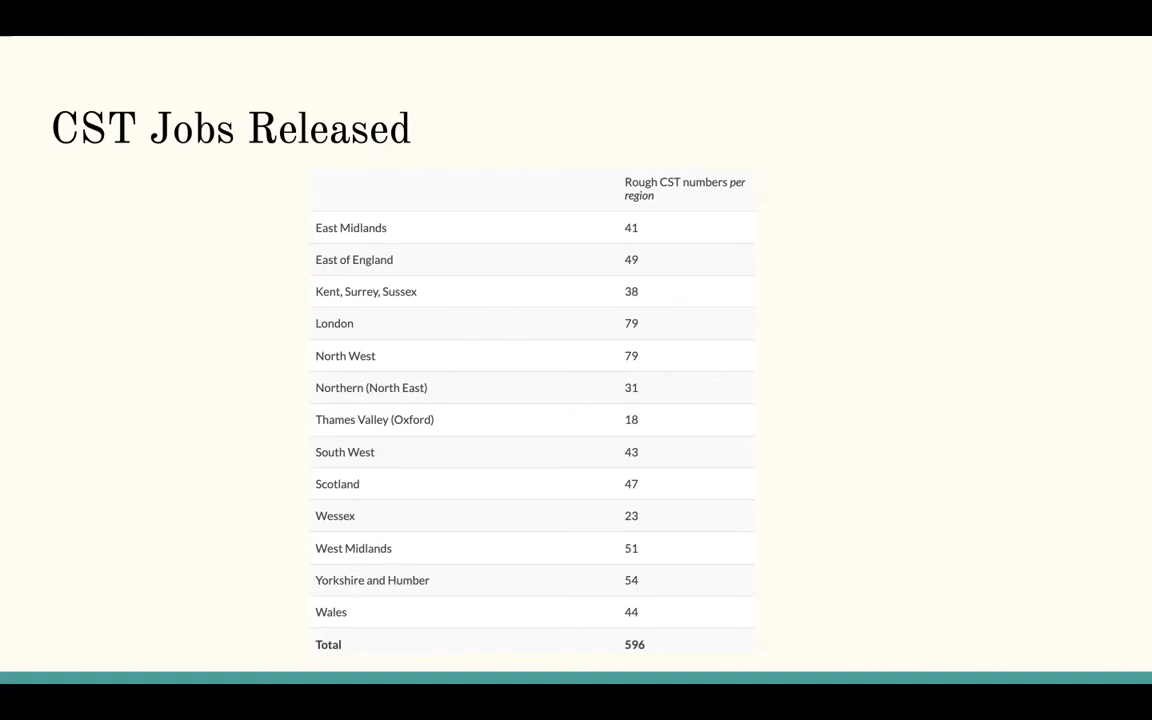 CST Jobs Released
Rough CST numbers per
region
East Midlands 41
East of England 49
Kent, Surrey, Sussex 38
London 79
North West 79
Northern (North East) 31
Thames Valley (Oxford) 18
South West 43
Scotland 47
Wessex 23
West Midlands 51
Yorkshire and Humber 54
Wales 44
Total 596